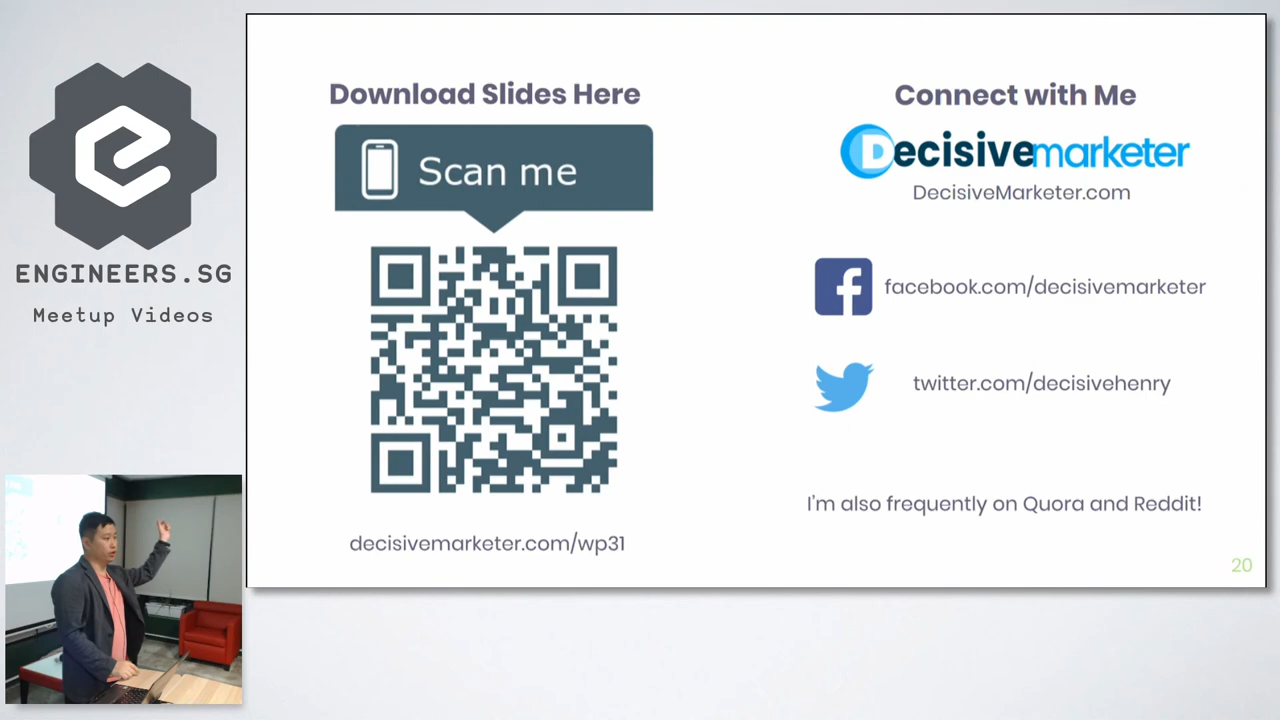 ENGINEERS.SG
Meetup Videos
Download Slides Here
Scan me
decisivemarketer.com/wp31
Connect with Me
Decisivemarketer
DecisiveMarketer.com
facebook.com/decisivemarketer
twitter.com/decisivehenry
I'm also frequently on Quora and Reddit!
20